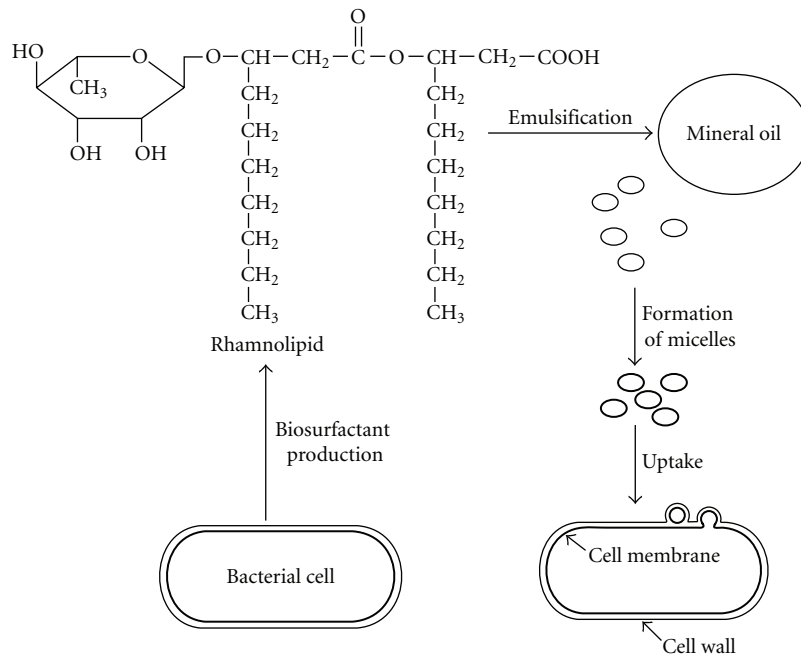 O
HO O O—CH—CH₂—C—O—CH—CH₂—COOH
CH₃
OH OH
CH₂ CH₂
CH₂ CH₂
CH₂ CH₂
CH₂ CH₂
CH₂ CH₂
CH₂ CH₂
CH₃ CH₃
Rhamnolipid
Emulsification
Mineral oil
Formation
of micelles
Biosurfactant
production
Uptake
Bacterial cell
Cell membrane
Cell wall